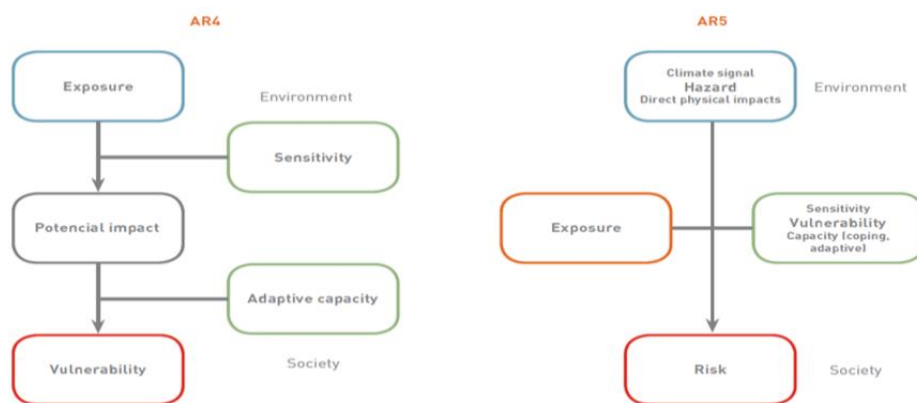 AR4
Exposure
Environment
Sensitivity
Potencial impact
Adaptive capacity
Society
Vulnerability
AR5
Climate signal
Hazard
Direct physical impacts
Environment
Exposure
Sensitivity
Vulnerability
Capacity [coping,
adaptive]
Risk
Society